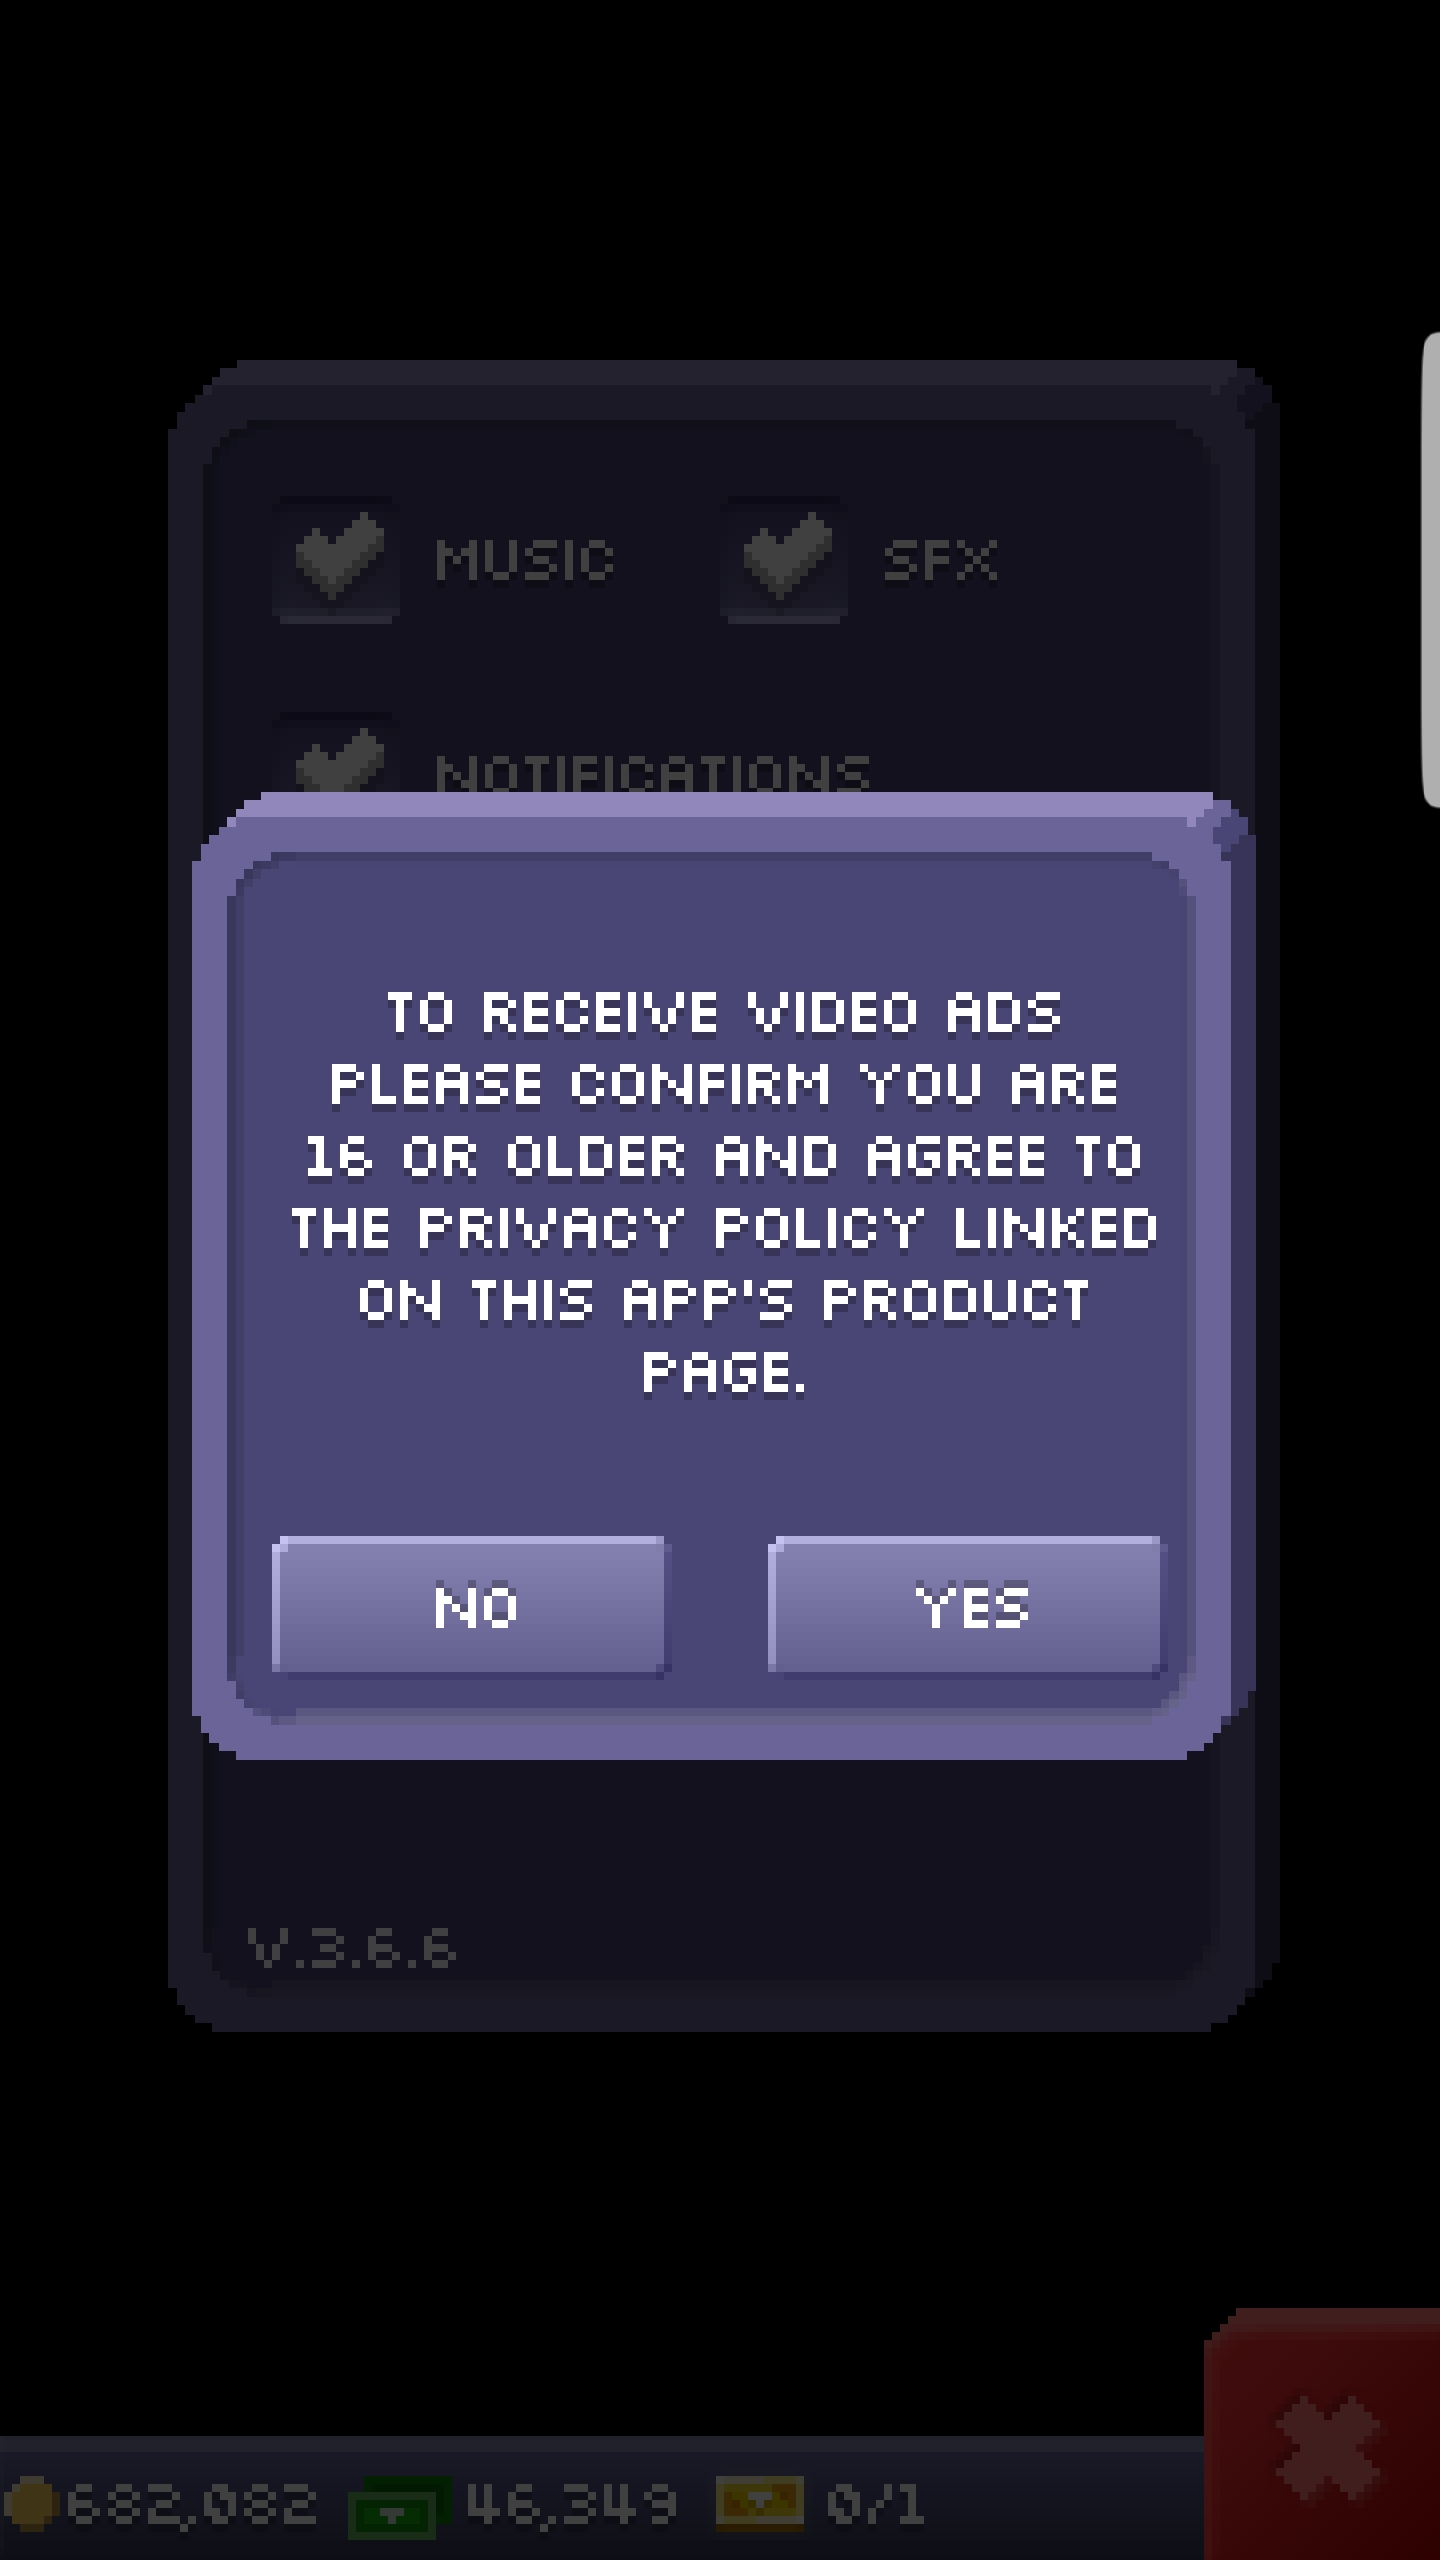 MUSIC SFX
NOTIFICATIONS
TO RECEIVE VIDEO ADS
PLEASE CONFIRM YOU ARE
16 OR OLDER AND AGREE TO
THE PRIVACY POLICY LINKED
ON THIS APP'S PRODUCT
PAGE.
NO YES
V.3.6.6
682,082 46,349 0/1